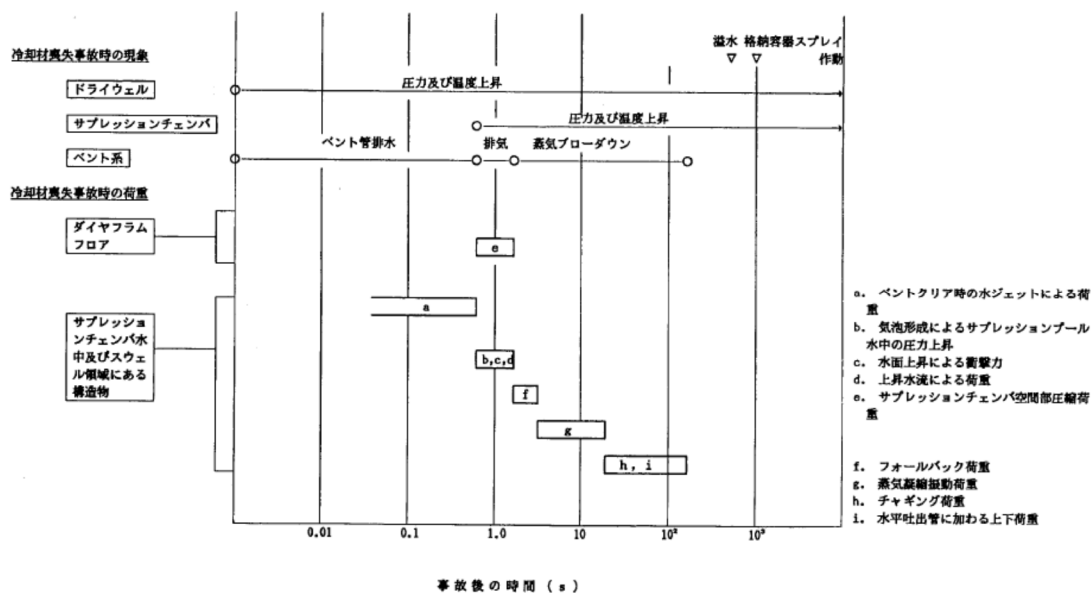 溢水 格納容器スプレイ
作動
冷却材喪失事故時の現象
圧力及び温度上昇
ドライウェル
サプレッションチェンバ
圧力及び温度上昇
ベント管排水
排気
蒸気ブローダウン
ベント系
冷却材喪失事故時の荷重
ダイヤフラム
フロア
e
サプレッショ
ンチェンバ水
中及びスウェ
ル領域にある
構造物
a
b,c,d
f
g
h, i
a. ベントクリア時の水ジェットによる荷
重
b. 気泡形成によるサプレッションプール
水中の圧力上昇
c. 水面上昇による衝撃力
d. 上昇水流による荷重
e. サプレッションチェンバ空間部圧縮荷
重
f. フォールバック荷重
g. 蒸気凝縮振動荷重
h. チャギング荷重
i. 水平吐出管に加わる上下荷重
0.01 0.1 1.0 10 10² 10³
事故後の時間 ( s )